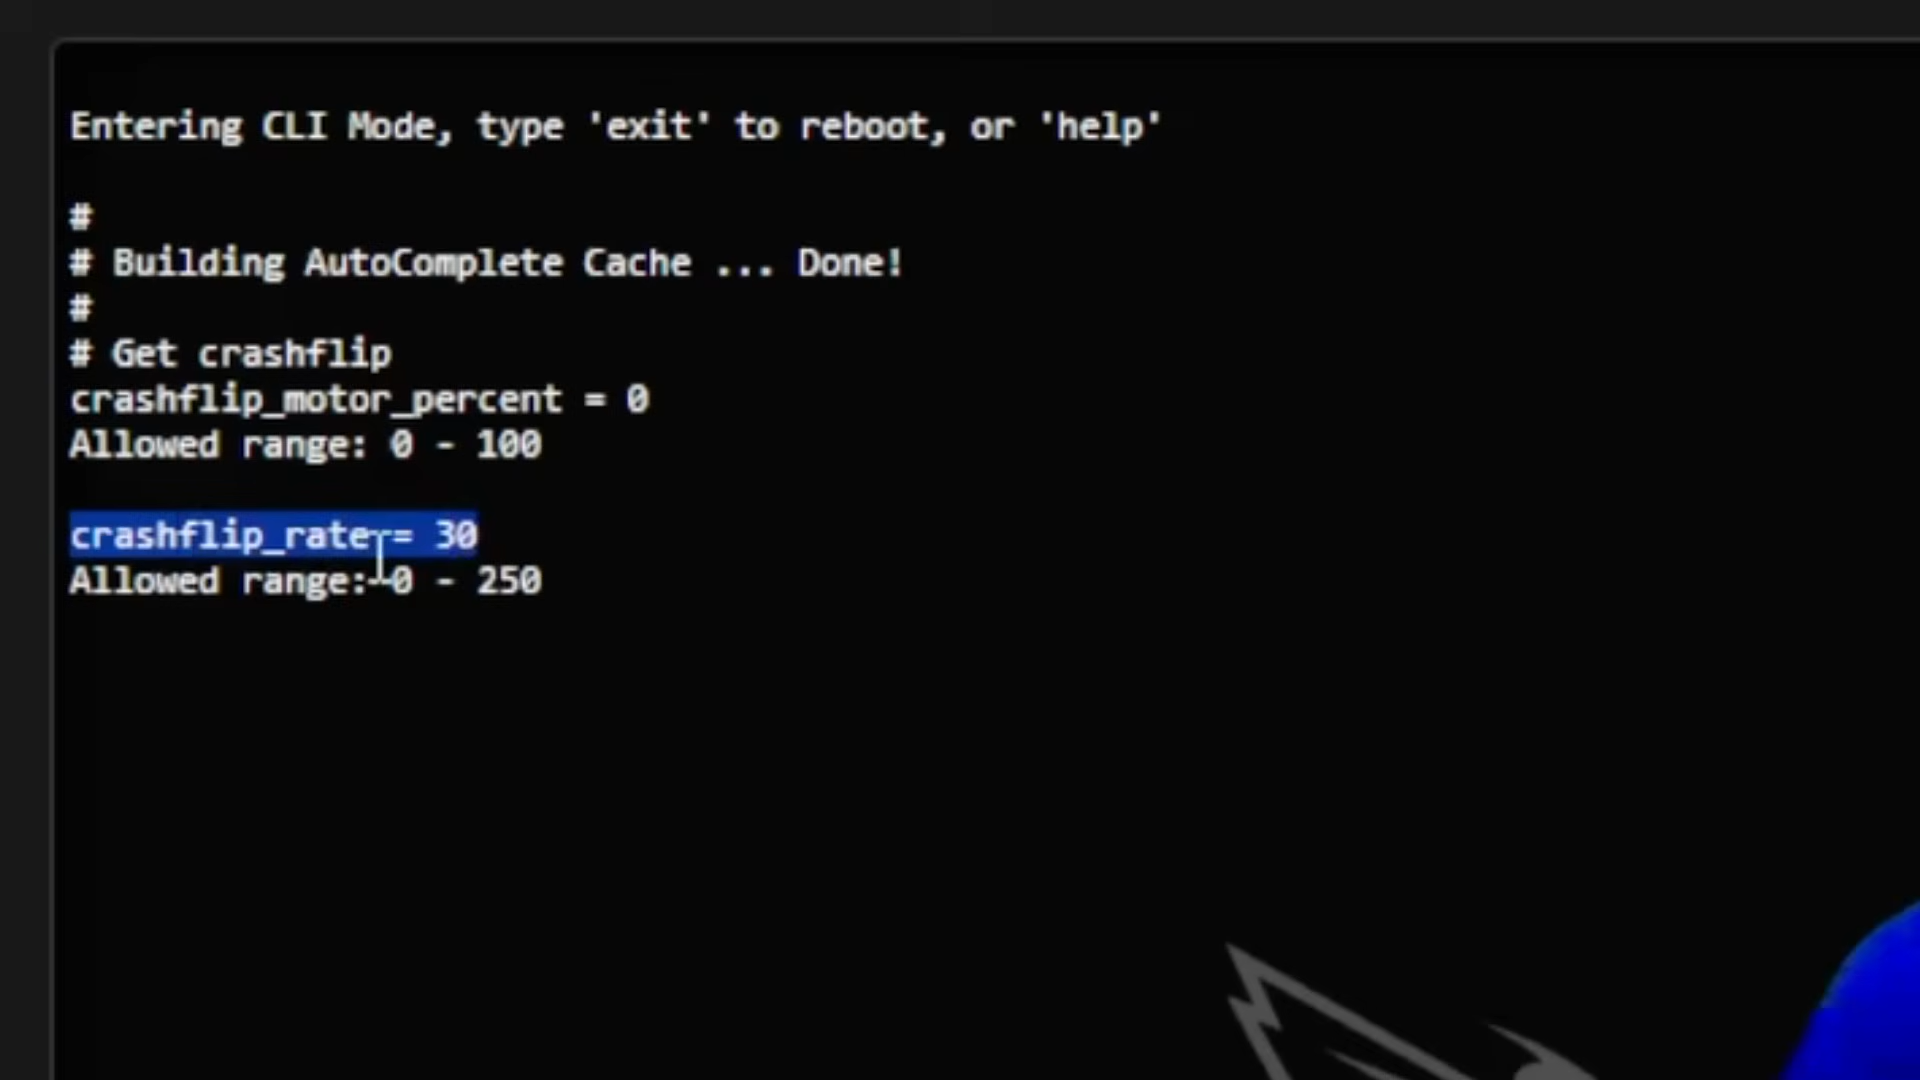 Entering CLI Mode, type 'exit' to reboot, or 'help'
#
# Building AutoComplete Cache ... Done!
#
# Get crashflip
crashflip_motor_percent = 0
Allowed range: 0 - 100
crashflip_rate = 30
Allowed range: 0 - 250